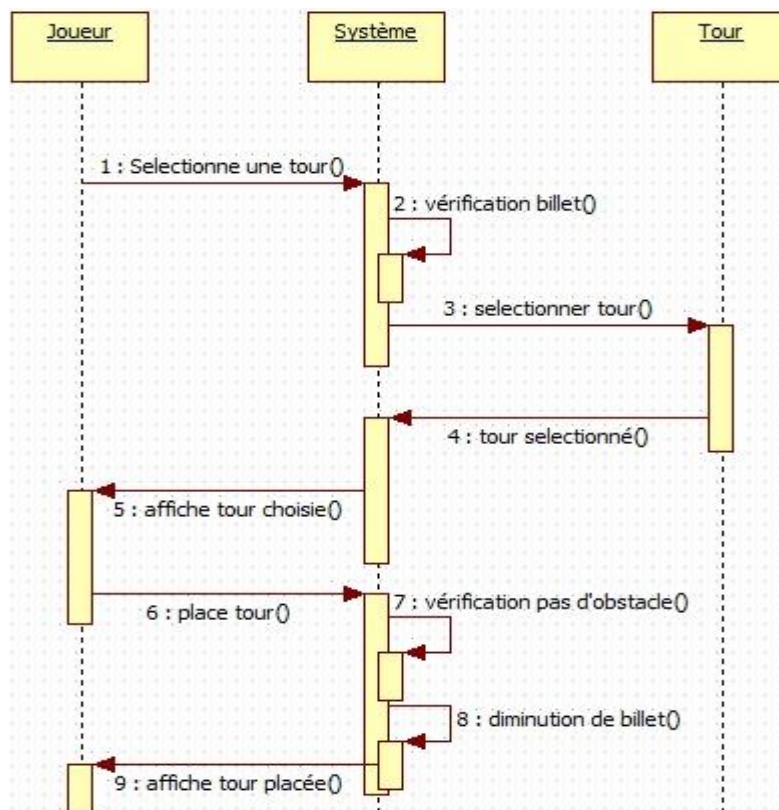 Joueur
Système
Tour
1 : Selectionne une tour()
2 : vérification billet()
3 : selectionner tour()
4 : tour selectionné()
5 : affiche tour choisie()
6 : place tour()
7 : vérification pas d'obstacle()
8 : diminution de billet()
9 : affiche tour placée()